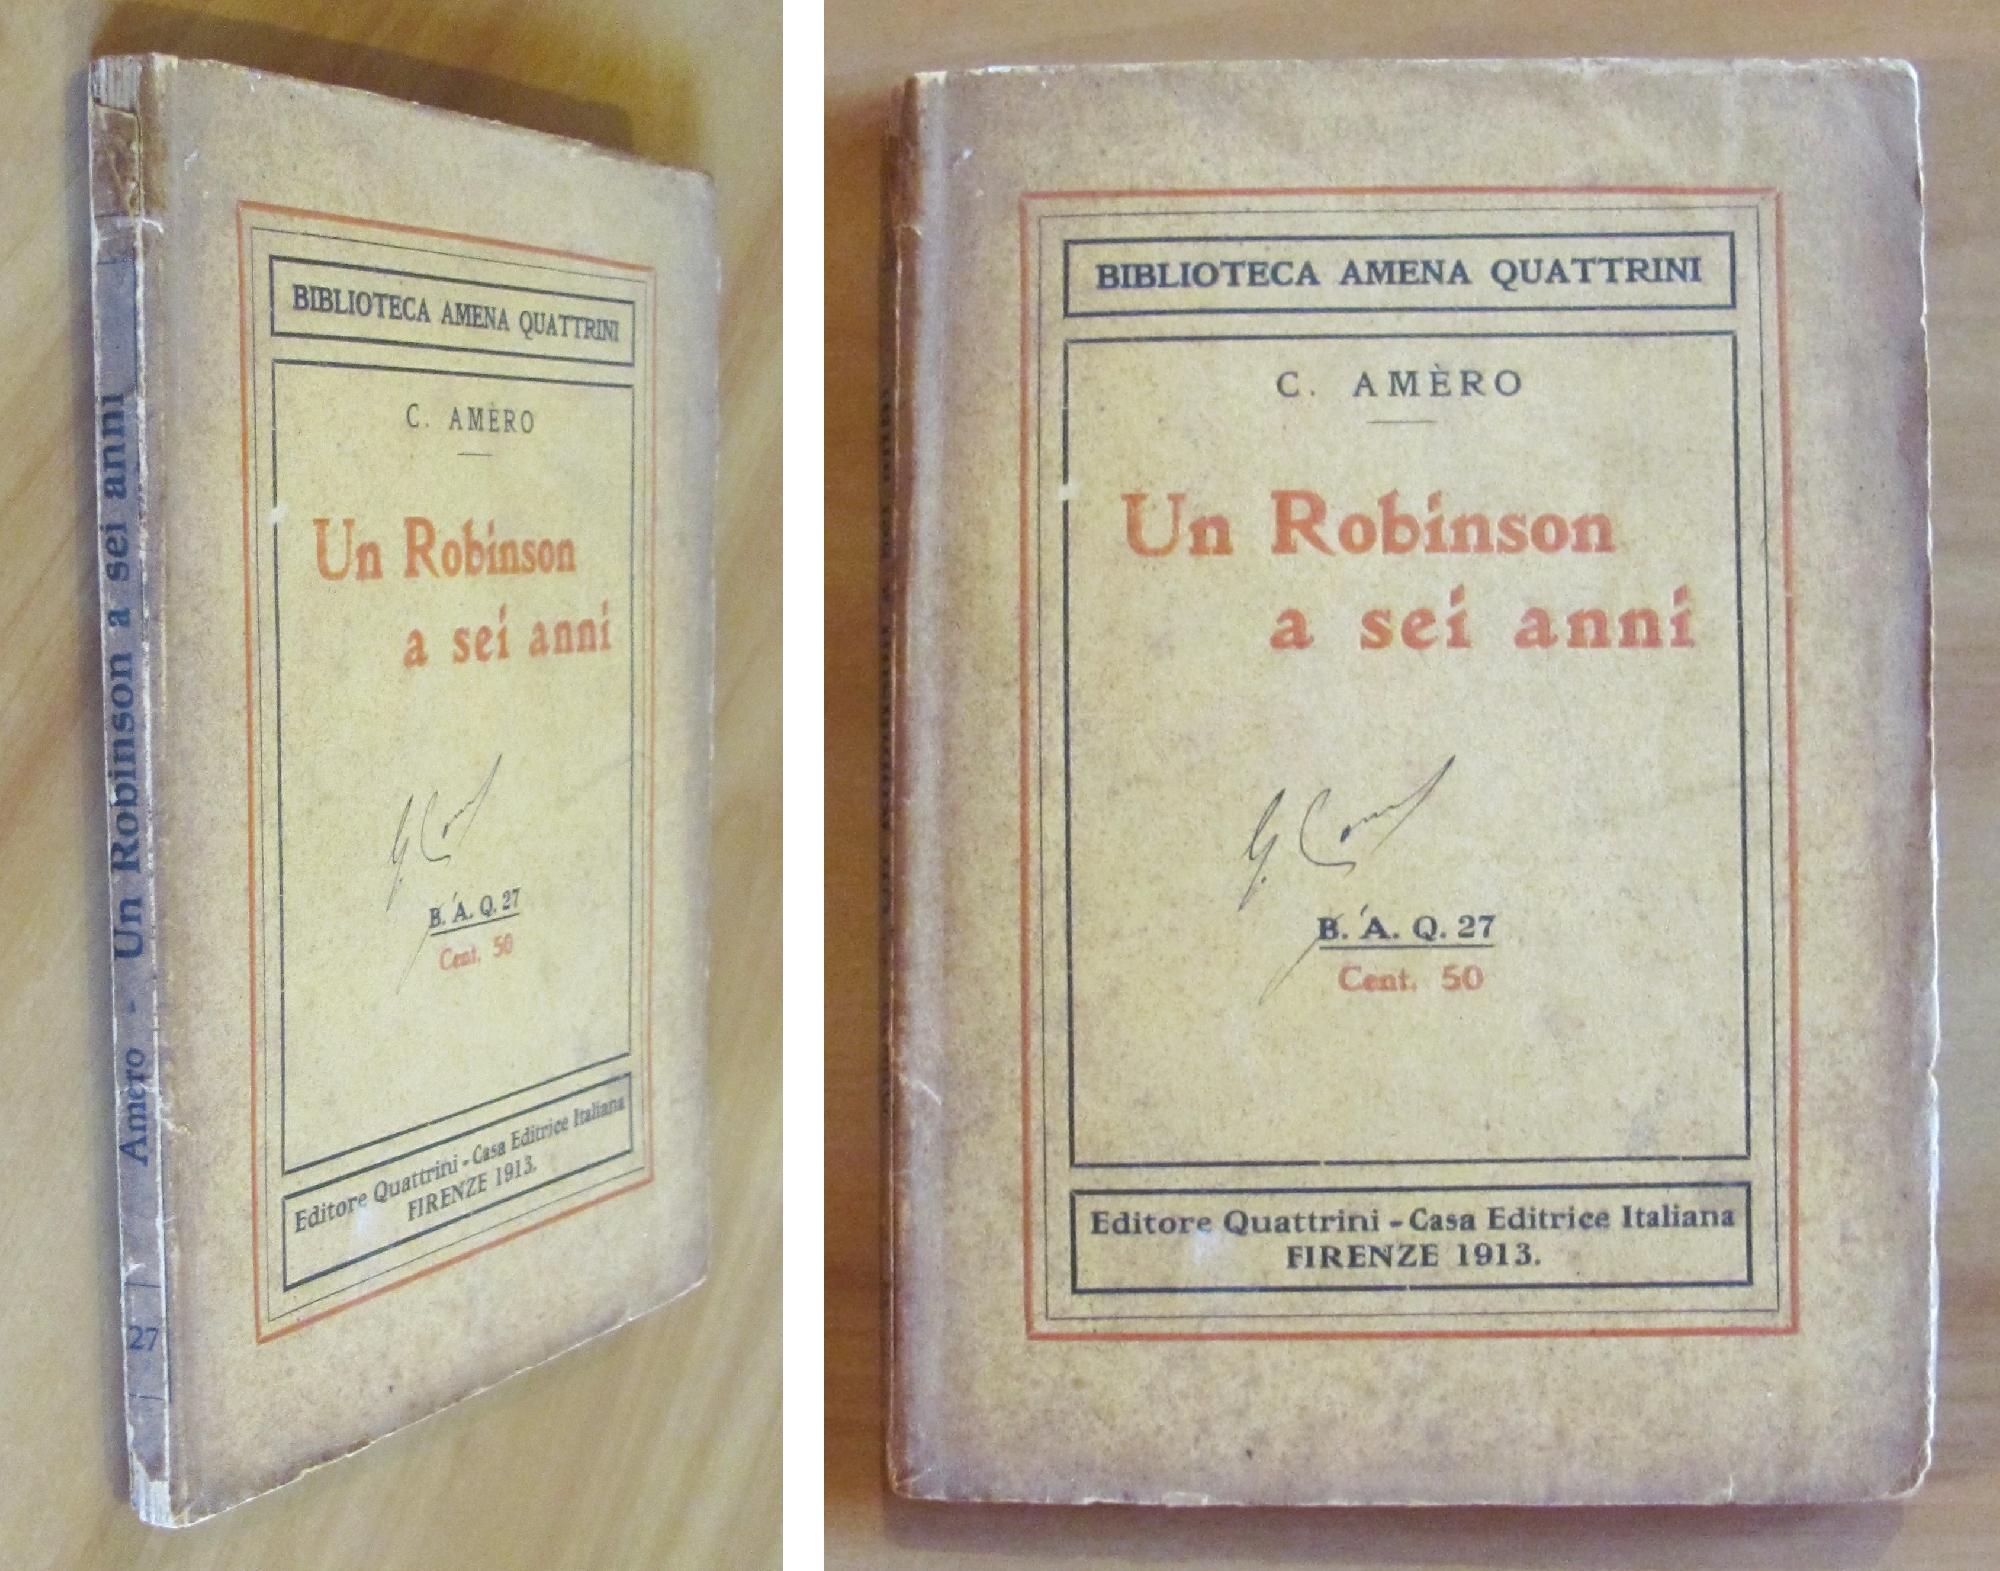 Amero - Un Robinson a sei anni
27
BIBLIOTECA AMENA QUATTRINI
C. AMÈRO
Un Robinson
a sei anni
B. A. Q. 27
Cent. 50
Editore Quattrini - Casa Editrice Italiana
FIRENZE 1913.
BIBLIOTECA AMENA QUATTRINI
C. AMÈRO
Un Robinson
a sei anni
B. A. Q. 27
Cent. 50
Editore Quattrini - Casa Editrice Italiana
FIRENZE 1913.